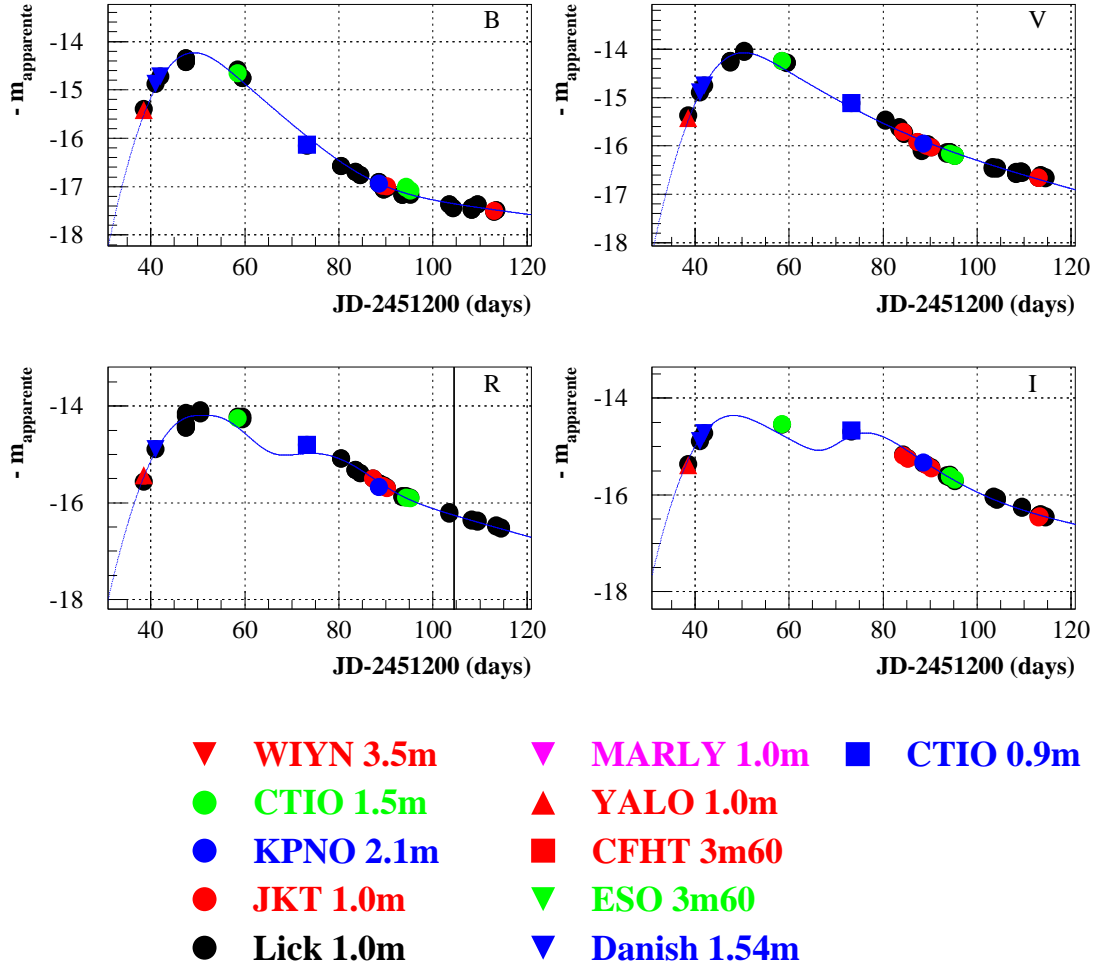 B
V
-14
-15
-16
-17
-18
- m apparente
40 60 80 100 120
JD-2451200 (days)
-14
-15
-16
-17
-18
- m apparente
40 60 80 100 120
JD-2451200 (days)
R
I
-14
-16
-18
- m apparente
40 60 80 100 120
JD-2451200 (days)
-14
-16
-18
- m apparente
40 60 80 100 120
JD-2451200 (days)
WIYN 3.5m MARLY 1.0m CTIO 0.9m
CTIO 1.5m YALO 1.0m
KPNO 2.1m CFHT 3m60
JKT 1.0m ESO 3m60
Lick 1.0m Danish 1.54m